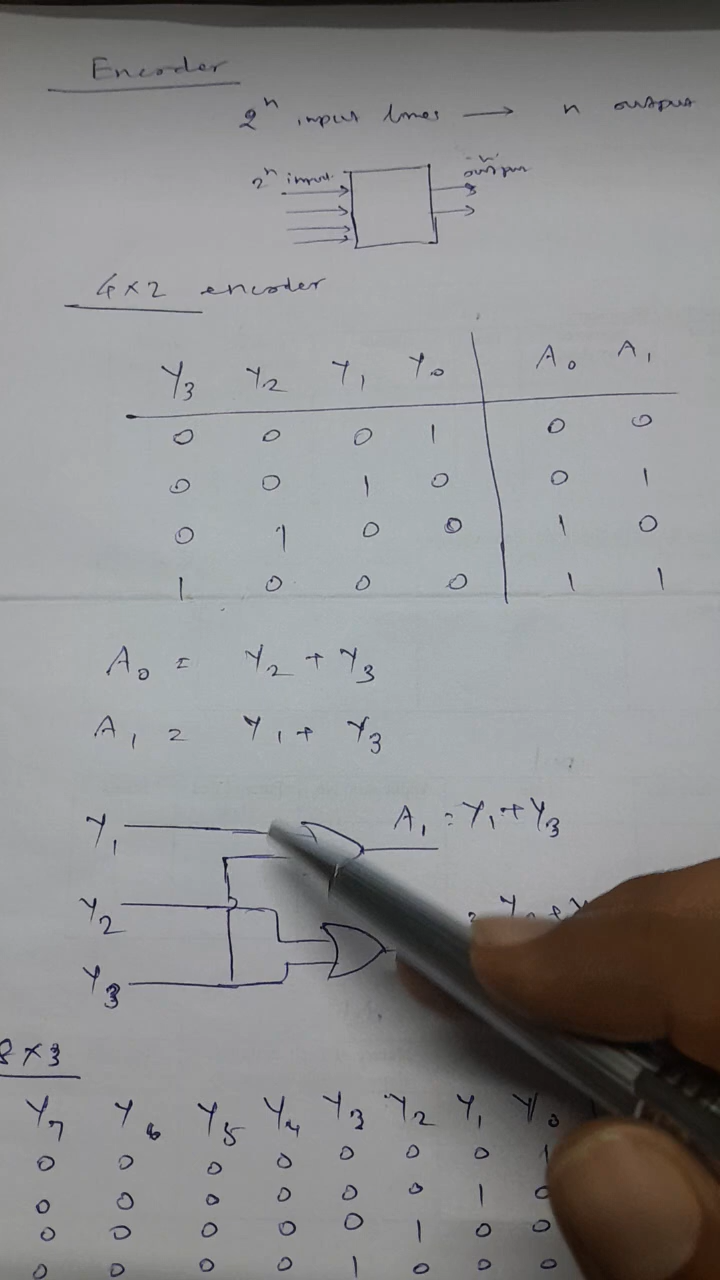 Encoder
2ⁿ input lines → n output
2ⁿ input "n" output
4×2 encoder
Y₃ Y₂ Y₁ Y₀ A₀ A₁
0 0 0 1 0 0
0 0 1 0 0 1
0 1 0 0 1 0
1 0 0 0 1 1
A₀ = Y₂ + Y₃
A₁ = Y₁ + Y₃
Y₁ A₁ = Y₁+Y₃
Y₂
Y₃
8×3
Y₇ Y₆ Y₅ Y₄ Y₃ Y₂ Y₁ Y₀
0 0 0 0 0 0 0 1
0 0 0 0 0 0 1 0
0 0 0 0 0 1 0 0
0 0 0 0 1 0 0 0